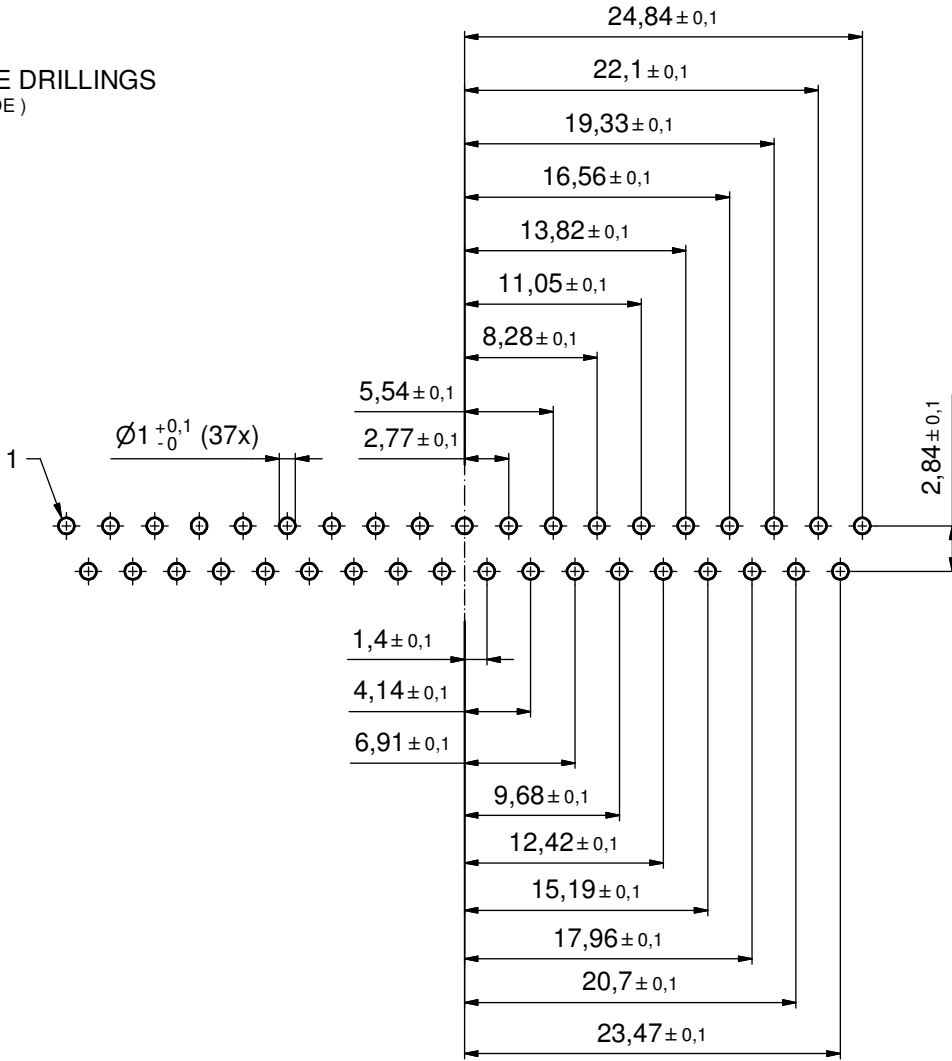 24,84 ± 0,1
E DRILLINGS
DE )
22,1 ± 0,1
19,33 ± 0,1
16,56 ± 0,1
13,82 ± 0,1
11,05 ± 0,1
8,28 ± 0,1
5,54 ± 0,1
2,77 ± 0,1
Ø1 +0,1 -0 (37x)
1
2,84 ± 0,1
1,4 ± 0,1
4,14 ± 0,1
6,91 ± 0,1
9,68 ± 0,1
12,42 ± 0,1
15,19 ± 0,1
17,96 ± 0,1
20,7 ± 0,1
23,47 ± 0,1